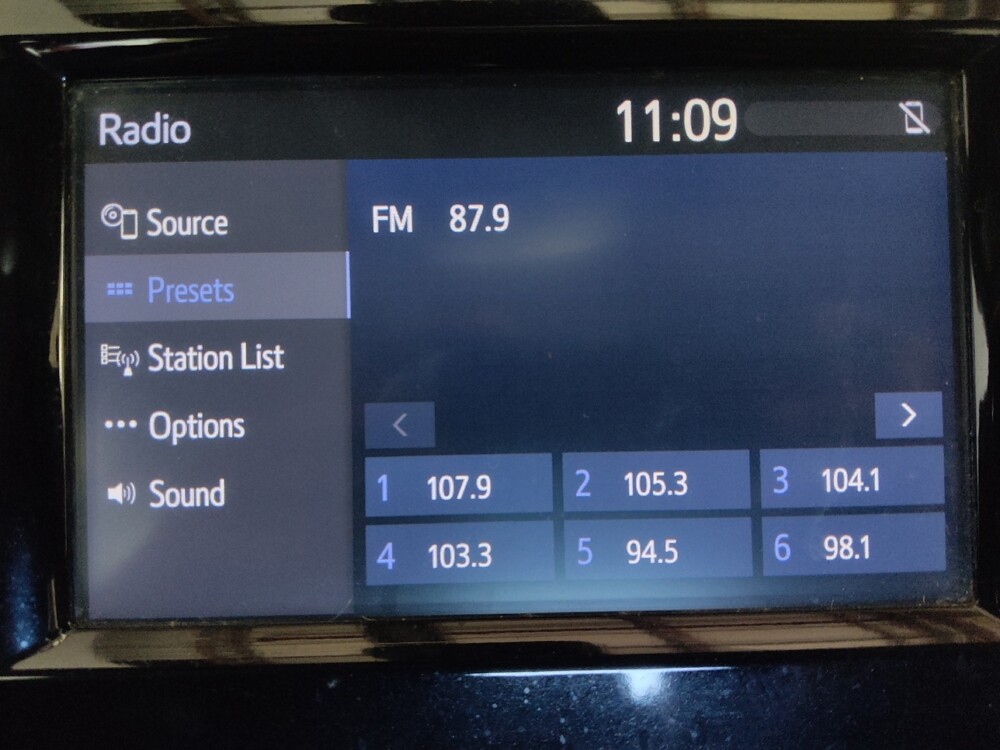 Radio
11:09
Source
Presets
Station List
Options
Sound
FM 87.9
<
>
1 107.9
2 105.3
3 104.1
4 103.3
5 94.5
6 98.1